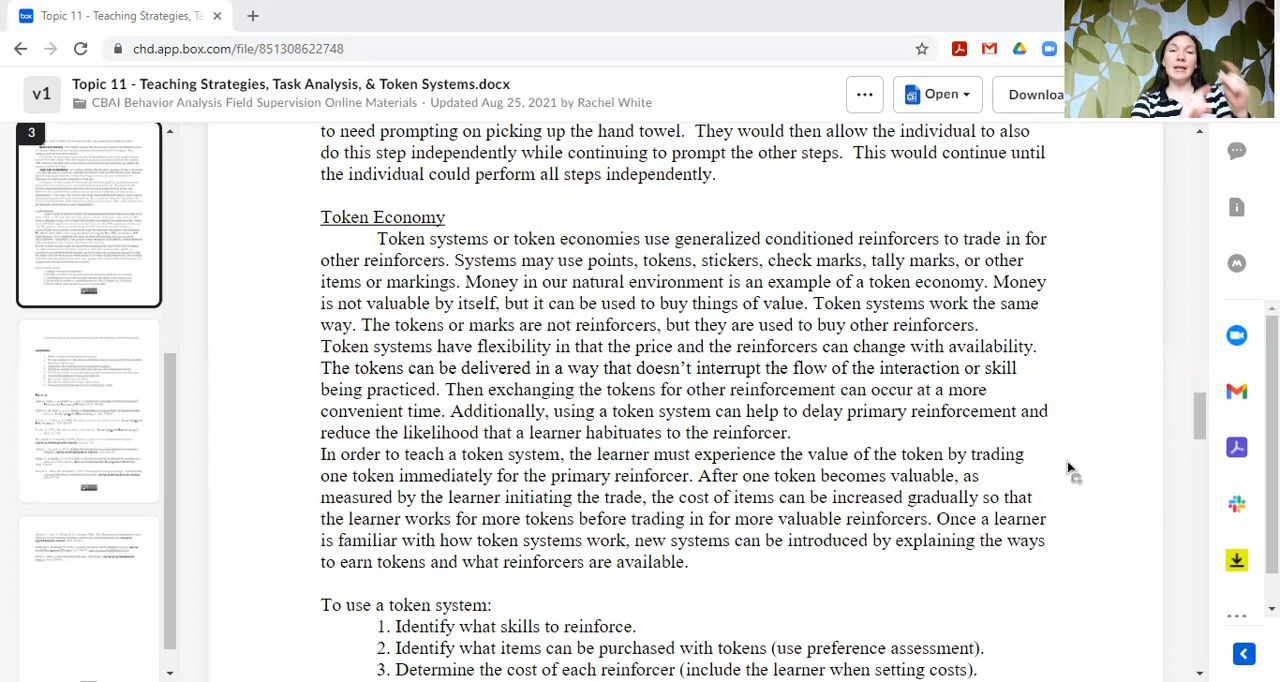 Topic 11 - Teaching Strategies, Ta
chd.app.box.com/file/851308622748
v1
Topic 11 - Teaching Strategies, Task Analysis, & Token Systems.docx
CBAI Behavior Analysis Field Supervision Online Materials · Updated Aug 25, 2021 by Rachel White
Open
Downloa
3
to need prompting on picking up the hand towel. They would then allow the individual to also
step independently while continuing to prompt the other steps. This would continue until
the individual could perform all steps independently.
Token Economy
Token systems or token economies use generalized conditioned reinforcers to trade in for
other reinforcers. Systems may use points, tokens, stickers, check marks, tally marks, or other
items or markings. Money in our natural environment is an example of a token economy. Money
is not valuable by itself, but it can be used to buy things of value. Token systems work the same
way. The tokens or marks are not reinforcers, but they are used to buy other reinforcers.
Token systems have flexibility in that the price and the reinforcers can change with availability.
The tokens can be delivered in a way that doesn't interrupt the flow of the interaction or skill
being practiced. Then exchanging the tokens for other reinforcement can occur at a more
convenient time. Additionally, using a token system can help to delay primary reinforcement and
reduce the likelihood that a learner habituates to the reinforcer.
In order to teach a token system, the learner must experience the value of the token by trading
one token immediately for the primary reinforcer. After one token becomes valuable, as
measured by the learner initiating the trade, the cost of items can be increased gradually so that
the learner works for more tokens before trading in for more valuable reinforcers. Once a learner
is familiar with how token systems work, new systems can be introduced by explaining the ways
to earn tokens and what reinforcers are available.
To use a token system:
1. Identify what skills to reinforce.
2. Identify what items can be purchased with tokens (use preference assessment).
3. Determine the cost of each reinforcer (include the learner when setting costs).